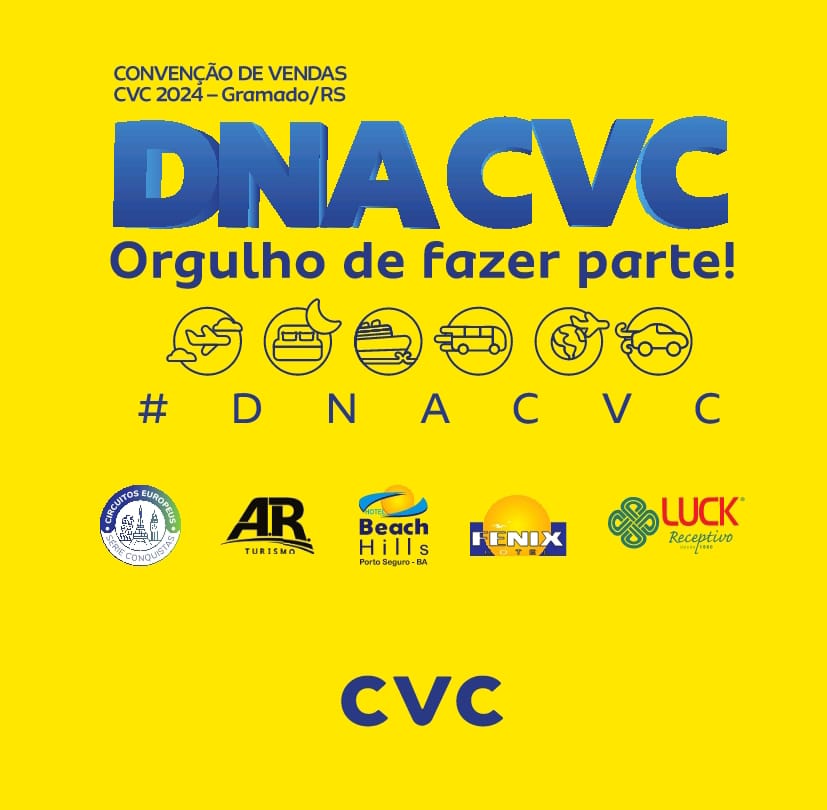 CONVENÇÃO DE VENDAS
CVC 2024 – Gramado/RS
DNA CVC
Orgulho de fazer parte!
# D N A C V C
CIRCUITOS EUROPEUS
SÉRIE CONQUISTAS
AR
TURISMO
HOTEL
Beach
Hills
Porto Seguro - BA
FENIX
LUCK®
Receptivo
CVC